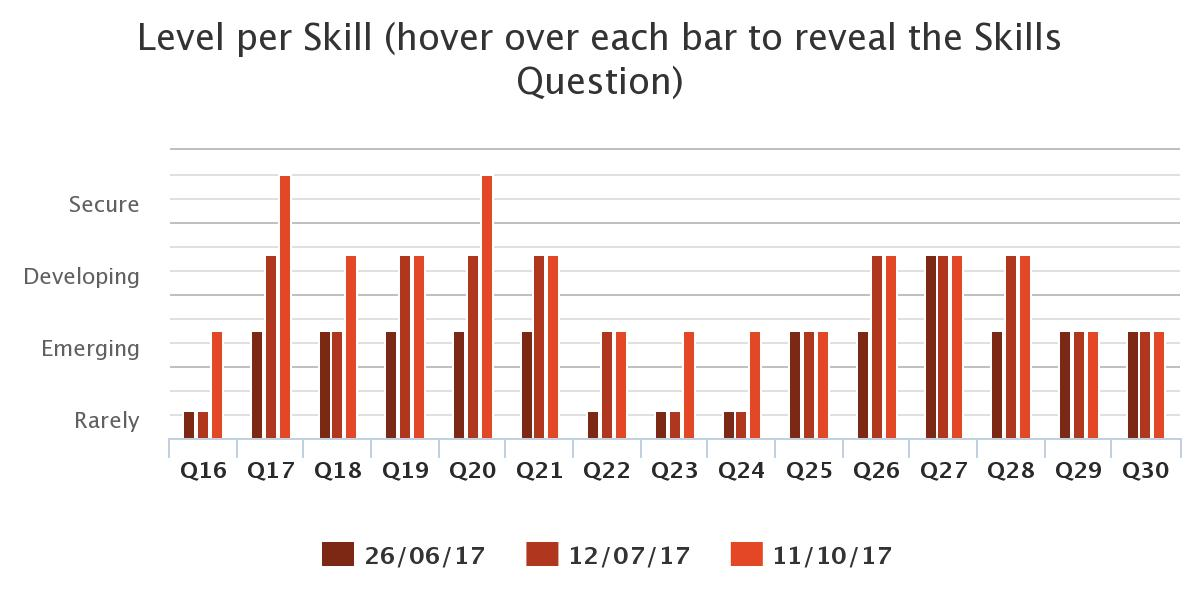 Level per Skill (hover over each bar to reveal the Skills
Question)
Secure
Developing
Emerging
Rarely
Q16 Q17 Q18 Q19 Q20 Q21 Q22 Q23 Q24 Q25 Q26 Q27 Q28 Q29 Q30
26/06/17 12/07/17 11/10/17